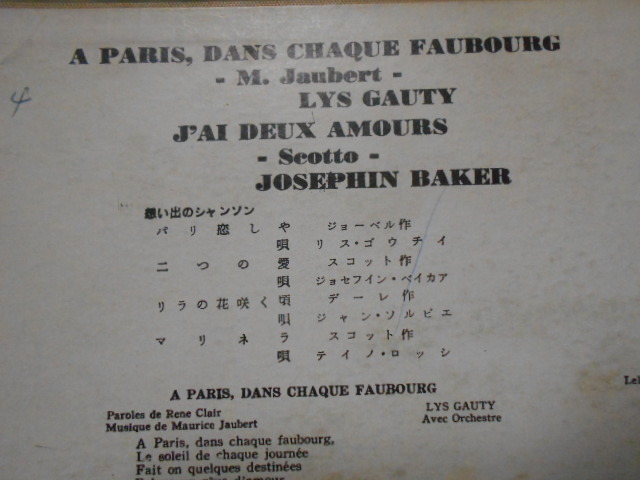 4
A PARIS, DANS CHAQUE FAUBOURG
- M. Jaubert -
LYS GAUTY
J'AI DEUX AMOURS
- Scotto -
JOSEPHIN BAKER
想い出のシャンソン
パリ恋しや ジョーベル作
唄 リス・ゴウテイ
二つの愛 スコット作
唄 ジョセフイン・ベイカア
リラの花咲く頃 デーレ作
唄 ジャン・ソルビエ
マリネラ スコット作
唄 テイノ・ロッシ
A PARIS, DANS CHAQUE FAUBOURG
Paroles de Rene Clair LYS GAUTY
Musique de Maurice Jaubert Avec Orchestre
A Paris, dans chaque faubourg,
Le soleil de chaque journée
Fait on quelques destinées